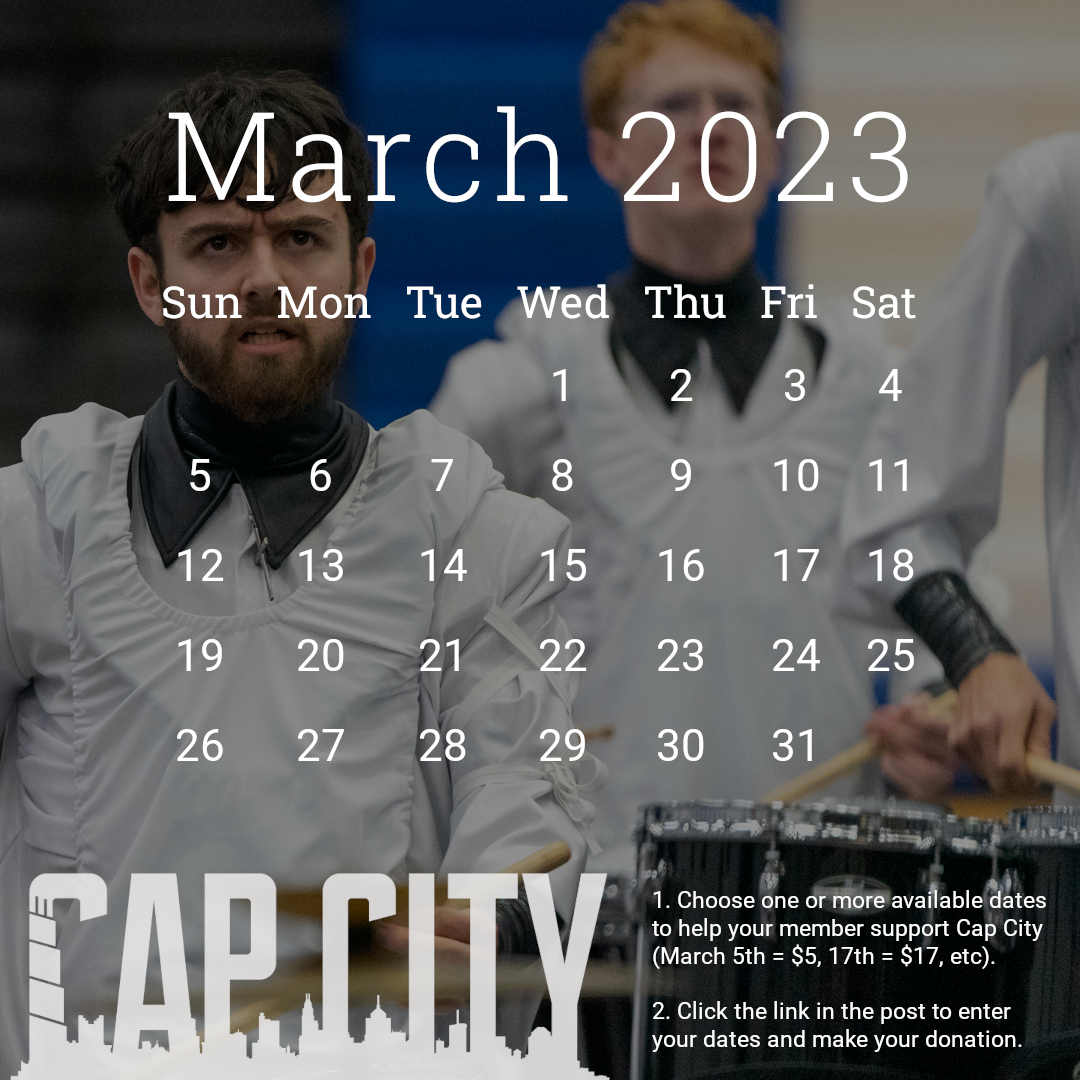 March 2023
Sun Mon Tue Wed Thu Fri Sat
1 2 3 4
5 6 7 8 9 10 11
12 13 14 15 16 17 18
19 20 21 22 23 24 25
26 27 28 29 30 31
CAP CITY
1. Choose one or more available dates
to help your member support Cap City
(March 5th = $5, 17th = $17, etc).
2. Click the link in the post to enter
your dates and make your donation.